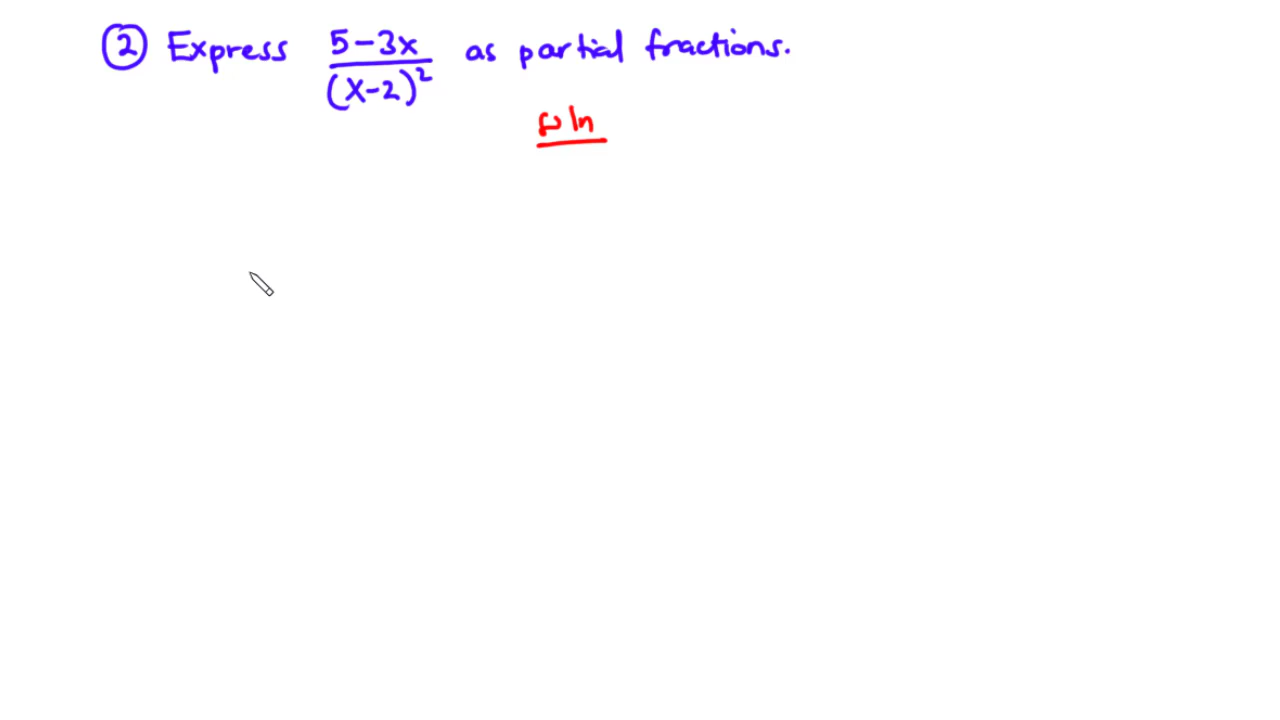 ② Express 5-3x/(x-2)² as partial fractions.
soln